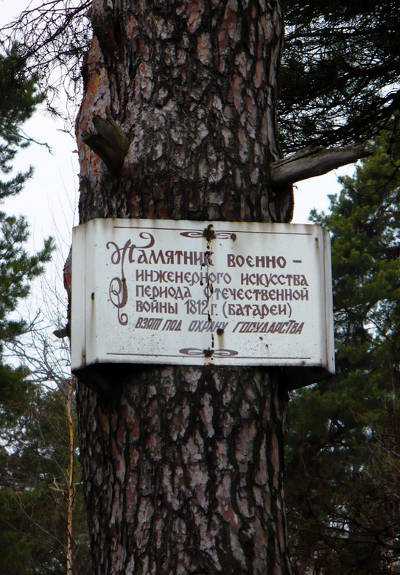 Памятник военно -
инженерного искусства
периода Отечественной
войны 1812 г. (батареи)
взят под охрану государства